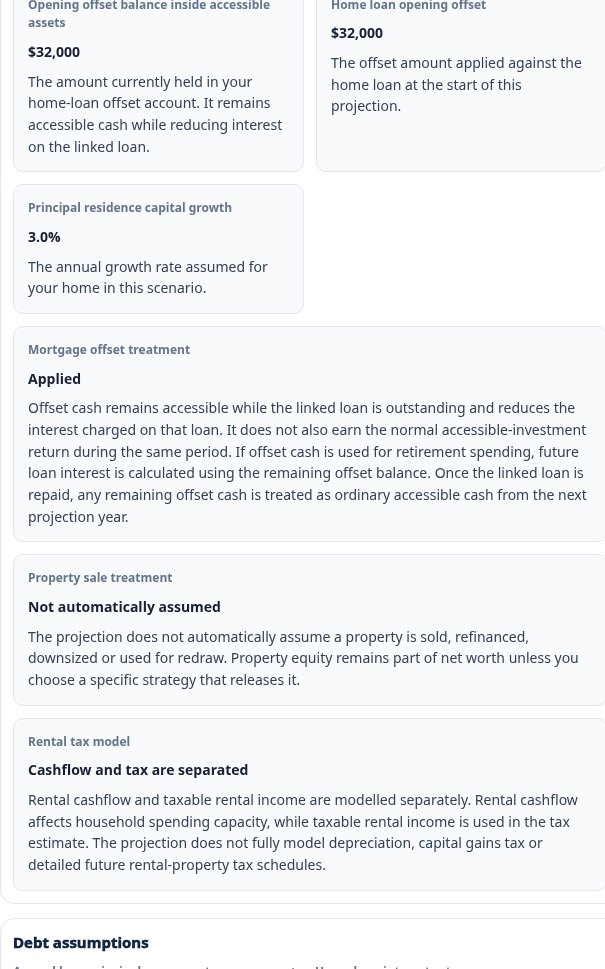 Opening offset balance inside accessible
assets
$32,000
The amount currently held in your
home-loan offset account. It remains
accessible cash while reducing interest
on the linked loan.
Home loan opening offset
$32,000
The offset amount applied against the
home loan at the start of this
projection.
Principal residence capital growth
3.0%
The annual growth rate assumed for
your home in this scenario.
Mortgage offset treatment
Applied
Offset cash remains accessible while the linked loan is outstanding and reduces the
interest charged on that loan. It does not also earn the normal accessible-investment
return during the same period. If offset cash is used for retirement spending, future
loan interest is calculated using the remaining offset balance. Once the linked loan is
repaid, any remaining offset cash is treated as ordinary accessible cash from the next
projection year.
Property sale treatment
Not automatically assumed
The projection does not automatically assume a property is sold, refinanced,
downsized or used for redraw. Property equity remains part of net worth unless you
choose a specific strategy that releases it.
Rental tax model
Cashflow and tax are separated
Rental cashflow and taxable rental income are modelled separately. Rental cashflow
affects household spending capacity, while taxable rental income is used in the tax
estimate. The projection does not fully model depreciation, capital gains tax or
detailed future rental-property tax schedules.
Debt assumptions